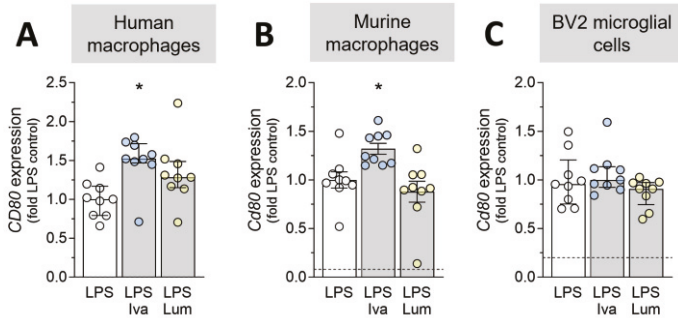 A
Human
macrophages
CD80 expression
(fold LPS control)
2.5
2.0
1.5
1.0
0.5
0.0
*
LPS
LPS
Iva
LPS
Lum
B
Murine
macrophages
Cd80 expression
(fold LPS control)
2.0
1.5
1.0
0.5
0.0
*
LPS
LPS
Iva
LPS
Lum
C
BV2 microglial
cells
Cd80 expression
(fold LPS control)
2.0
1.5
1.0
0.5
0.0
LPS
LPS
Iva
LPS
Lum